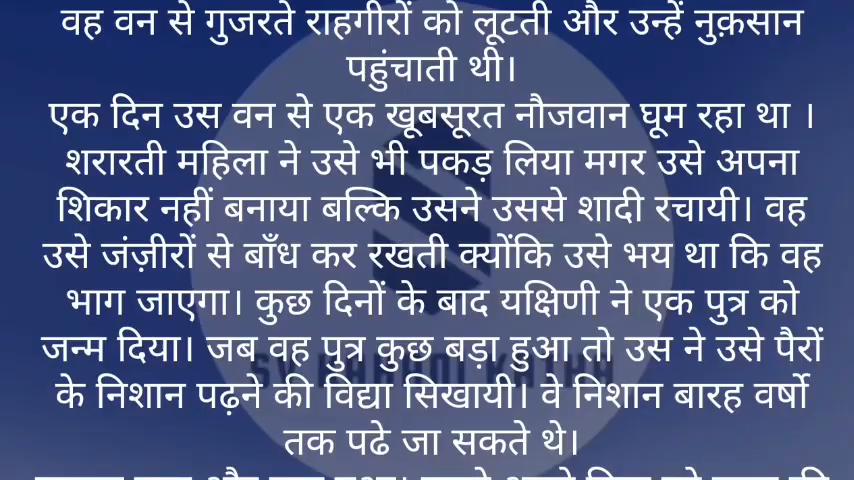 वह वन से गुजरते राहगीरों को लूटती और उन्हें नुक़सान
पहुंचाती थी।
एक दिन उस वन से एक खूबसूरत नौजवान घूम रहा था ।
शरारती महिला ने उसे भी पकड़ लिया मगर उसे अपना
शिकार नहीं बनाया बल्कि उसने उससे शादी रचायी। वह
उसे जंज़ीरों से बाँध कर रखती क्योंकि उसे भय था कि वह
भाग जाएगा। कुछ दिनों के बाद यक्षिणी ने एक पुत्र को
जन्म दिया। जब वह पुत्र कुछ बड़ा हुआ तो उस ने उसे पैरों
के निशान पढ़ने की विद्या सिखायी। वे निशान बारह वर्षो
तक पढे जा सकते थे।